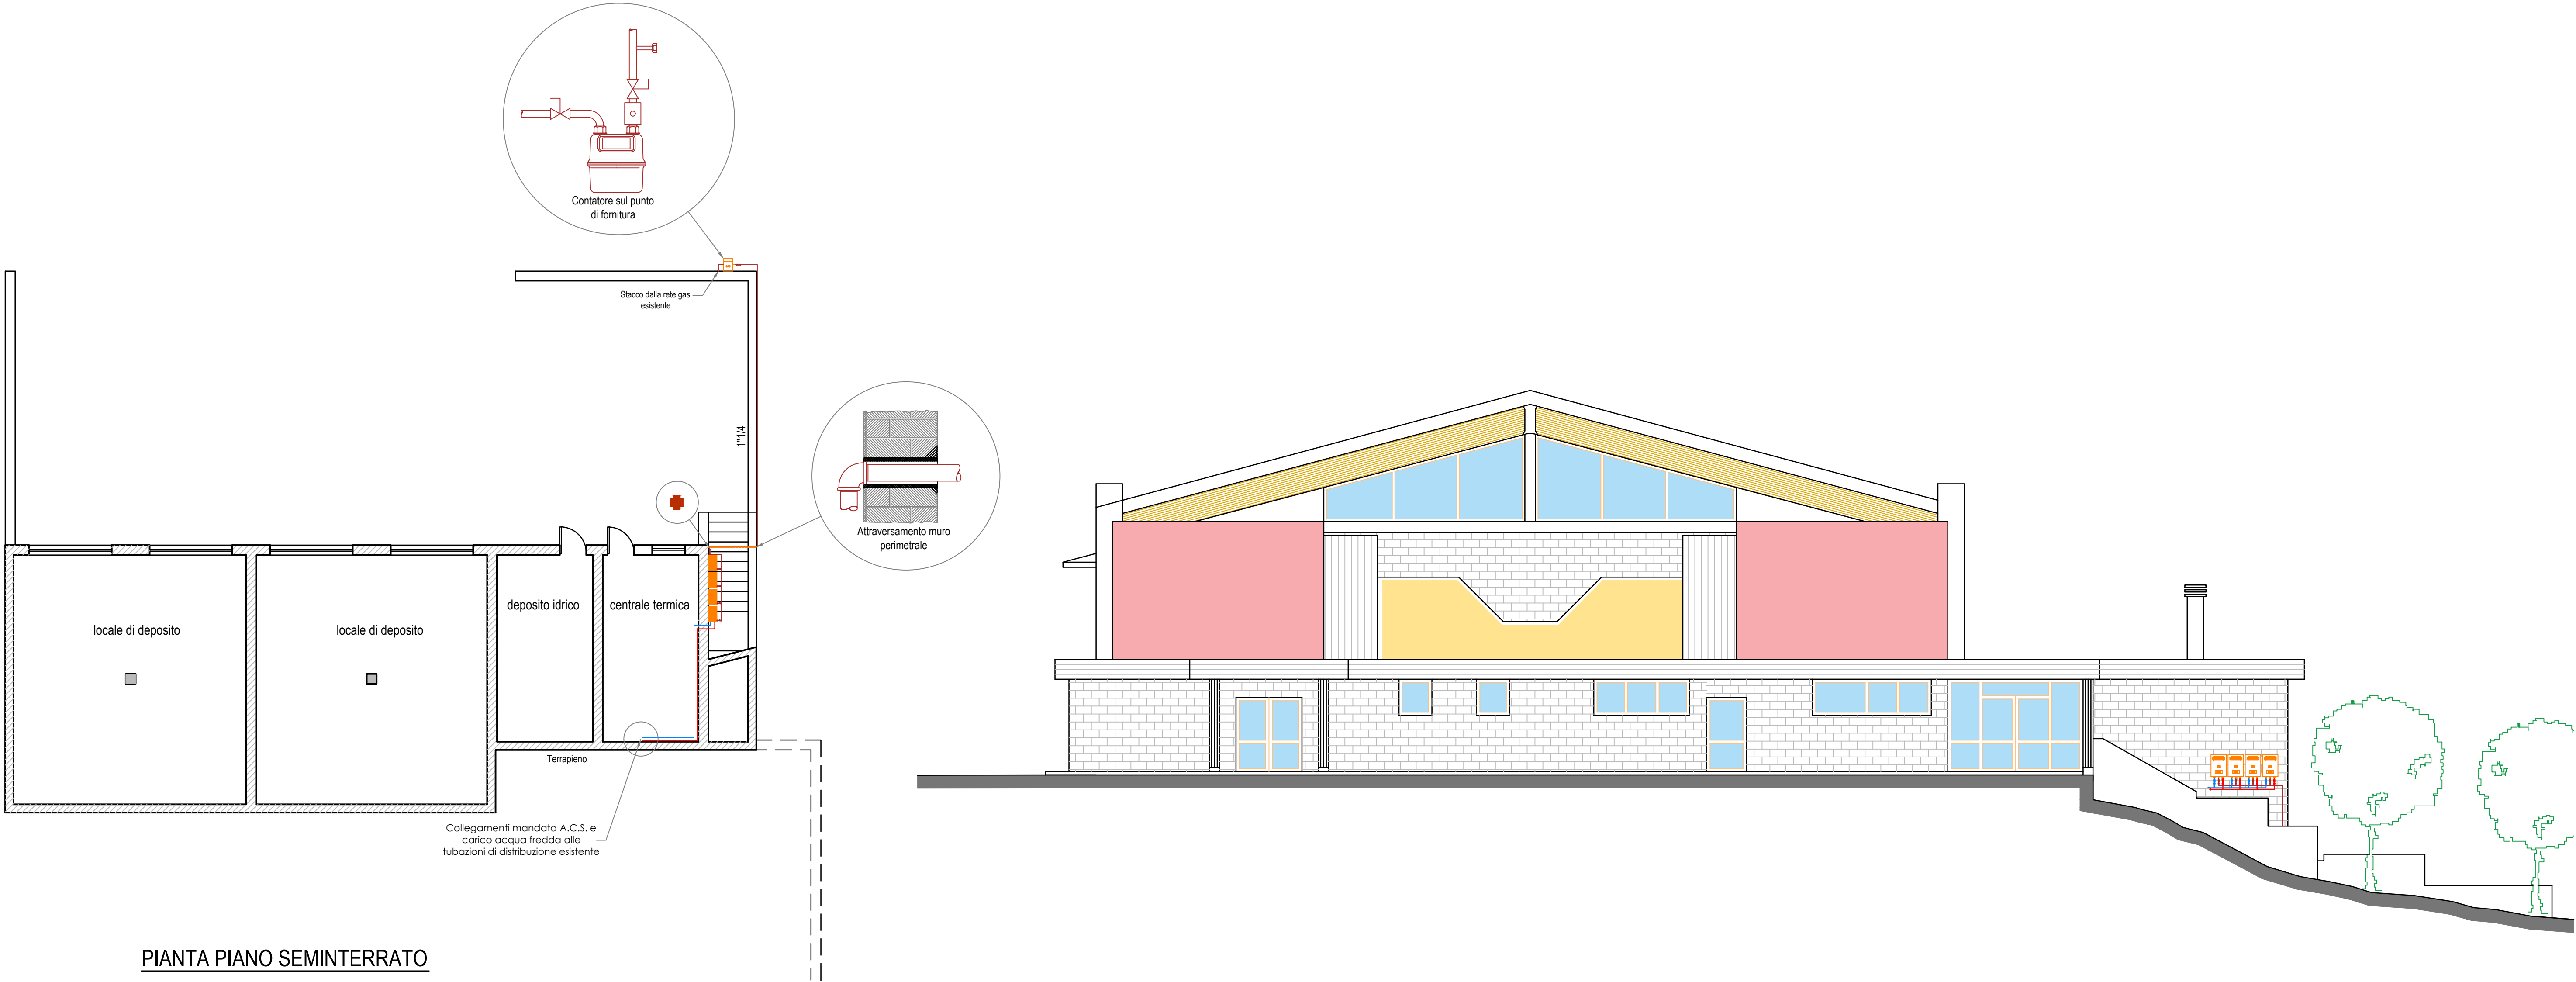 Contatore sul punto
di fornitura
Stacco dalla rete gas
esistente
1"1/4
Attraversamento muro
perimetrale
locale di deposito
locale di deposito
deposito idrico
centrale termica
Terrapieno
Collegamenti mandata A.C.S. e
carico acqua fredda alle
tubazioni di distribuzione esistente
PIANTA PIANO SEMINTERRATO